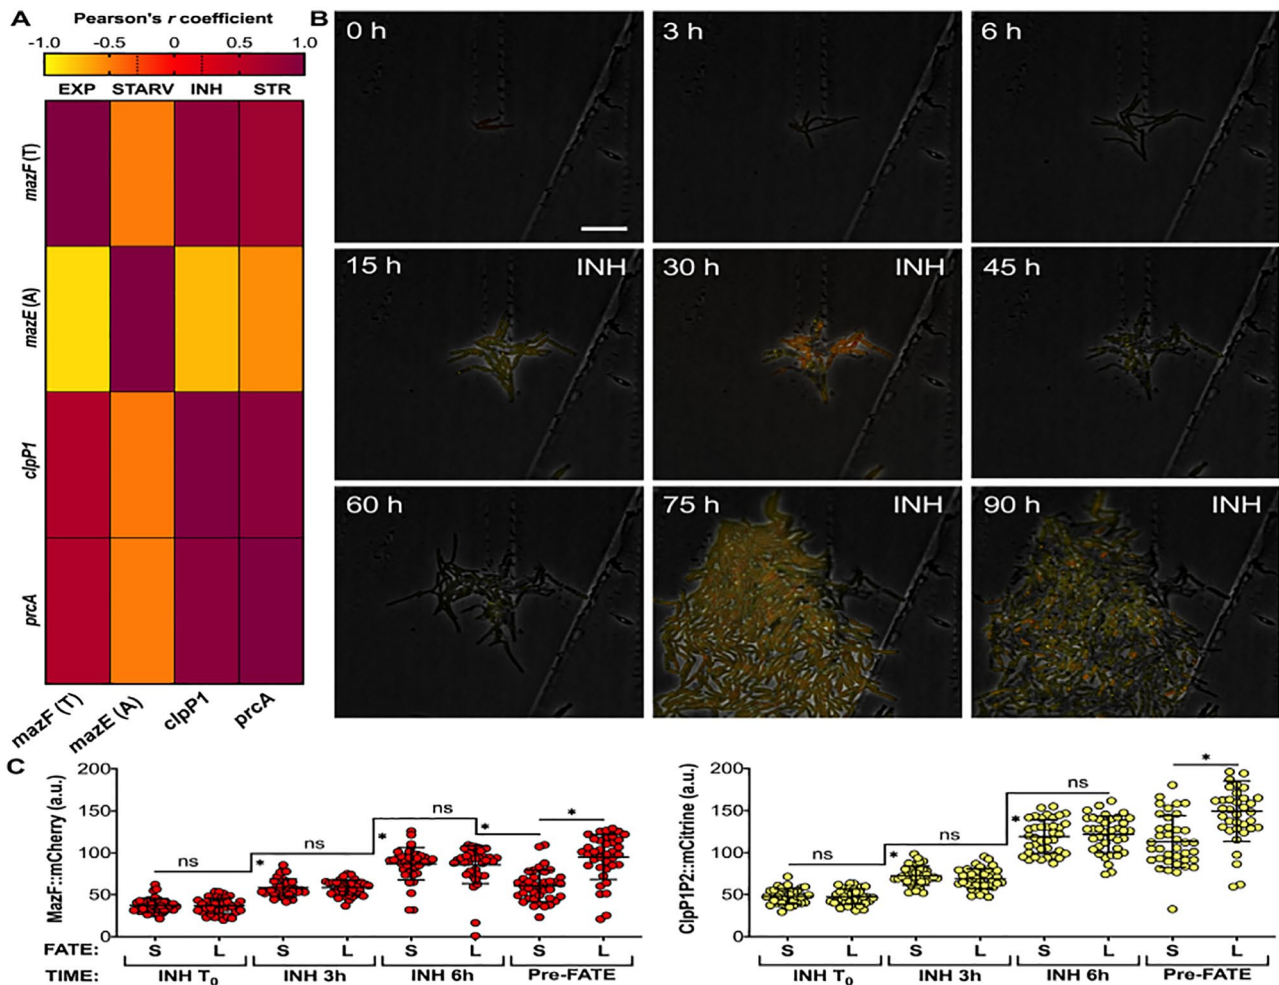 A
Pearson's r coefficient
-1.0 -0.5 0 0.5 1.0
EXP STARV INH STR
mazF (T)
mazE (A)
clpP1
prcA
mazF (T) mazE (A) clpP1 prcA
B
0 h
3 h
6 h
15 h INH
30 h INH
45 h
60 h
75 h INH
90 h INH
C
MazF::mCherry (a.u.)
200
150
100
50
0
ns
*
ns
*
ns
*
*
FATE: S L S L S L S L
TIME: INH T0 INH 3h INH 6h Pre-FATE
ClpP1P2::mCitrine (a.u.)
200
150
100
50
0
ns
*
ns
*
ns
*
S L S L S L S L
INH T0 INH 3h INH 6h Pre-FATE